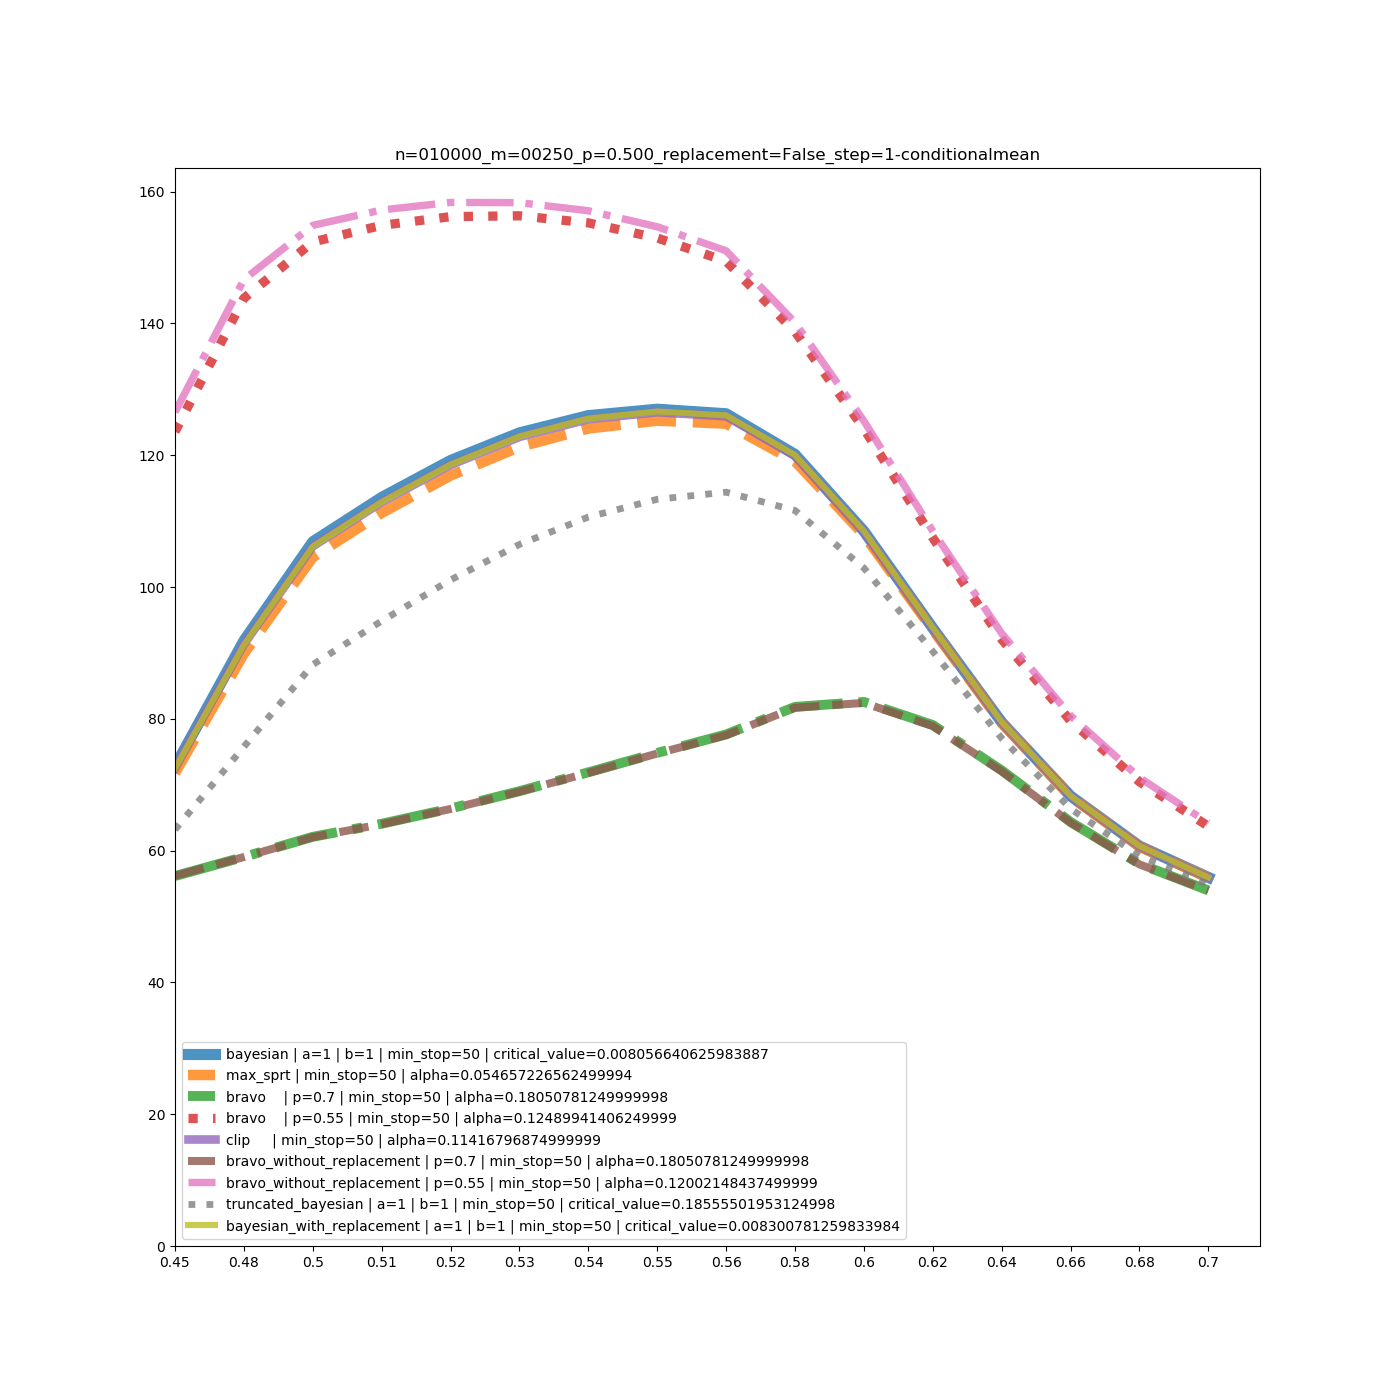 n=010000_m=00250_p=0.500_replacement=False_step=1-conditionalmean
160
140
120
100
80
60
40
20
0
bayesian | a=1 | b=1 | min_stop=50 | critical_value=0.008056640625983887
max_sprt | min_stop=50 | alpha=0.054657226562499994
bravo | p=0.7 | min_stop=50 | alpha=0.18050781249999998
bravo | p=0.55 | min_stop=50 | alpha=0.12489941406249999
clip | min_stop=50 | alpha=0.11416796874999999
bravo_without_replacement | p=0.7 | min_stop=50 | alpha=0.18050781249999998
bravo_without_replacement | p=0.55 | min_stop=50 | alpha=0.12002148437499999
truncated_bayesian | a=1 | b=1 | min_stop=50 | critical_value=0.18555501953124998
bayesian_with_replacement | a=1 | b=1 | min_stop=50 | critical_value=0.008300781259833984
0.45 0.48 0.5 0.51 0.52 0.53 0.54 0.55 0.56 0.58 0.6 0.62 0.64 0.66 0.68 0.7